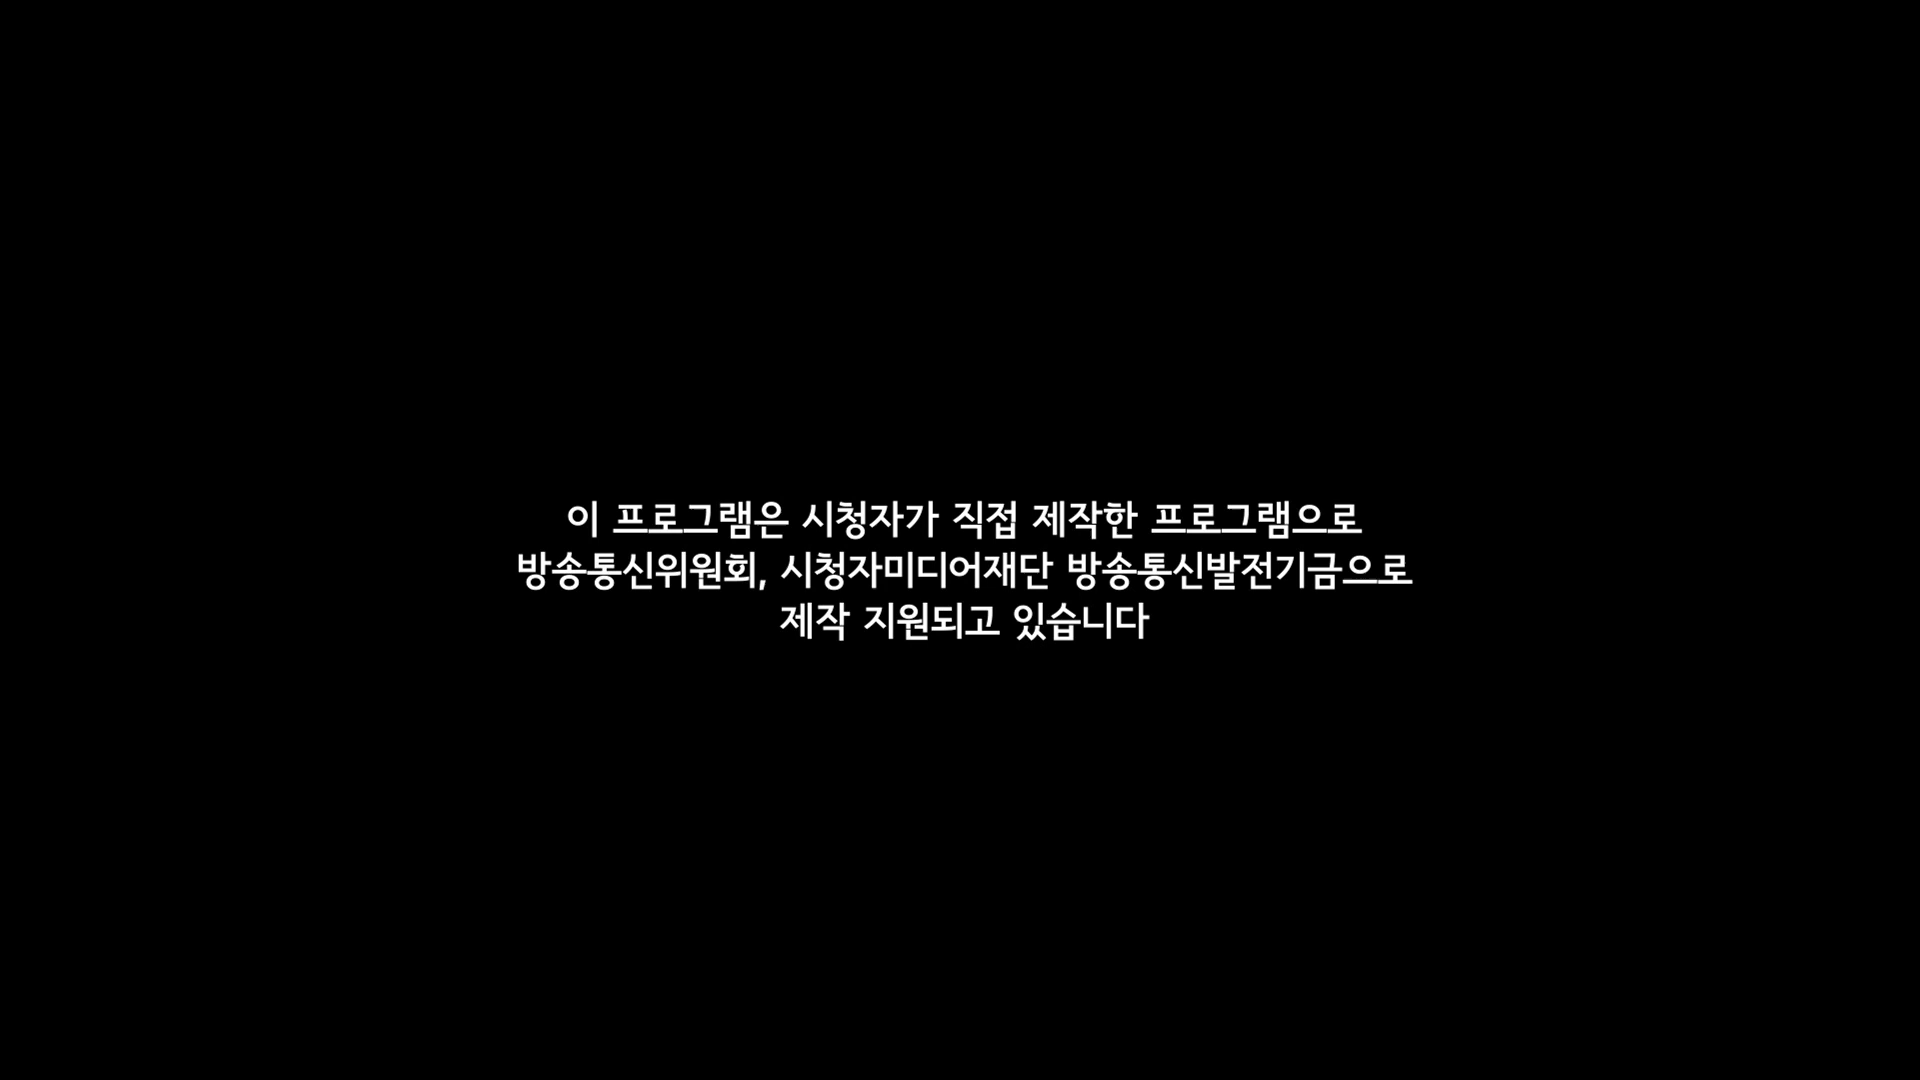 이 프로그램은 시청자가 직접 제작한 프로그램으로
방송통신위원회, 시청자미디어재단 방송통신발전기금으로
제작 지원되고 있습니다